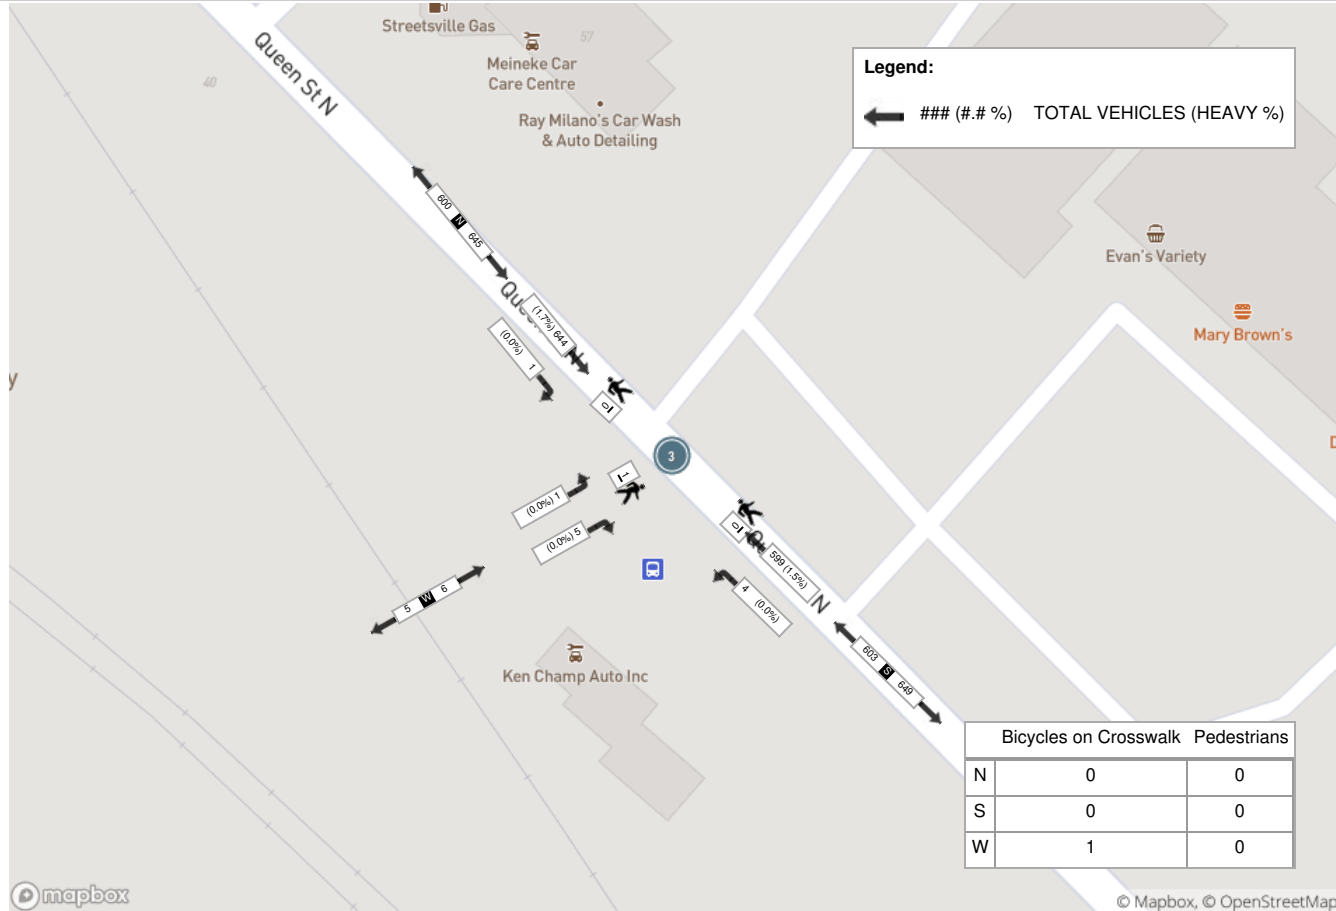 Streetsville Gas
57
Queen St N
Meineke Car
Care Centre
40
Ray Milano's Car Wash
& Auto Detailing
Legend:
### (#.# %) TOTAL VEHICLES (HEAVY %)
600 N 645
Evan's Variety
(1.7%) 644
(0.0%) 1
Mary Brown's
y
0
3
1
(0.0%) 1
(0.0%) 5
0
599 (1.5%)
4 (0.0%)
N
5 W 6
603 S 649
Ken Champ Auto Inc
Bicycles on Crosswalk Pedestrians
N 0 0
S 0 0
W 1 0
mapbox
© Mapbox, © OpenStreetMap